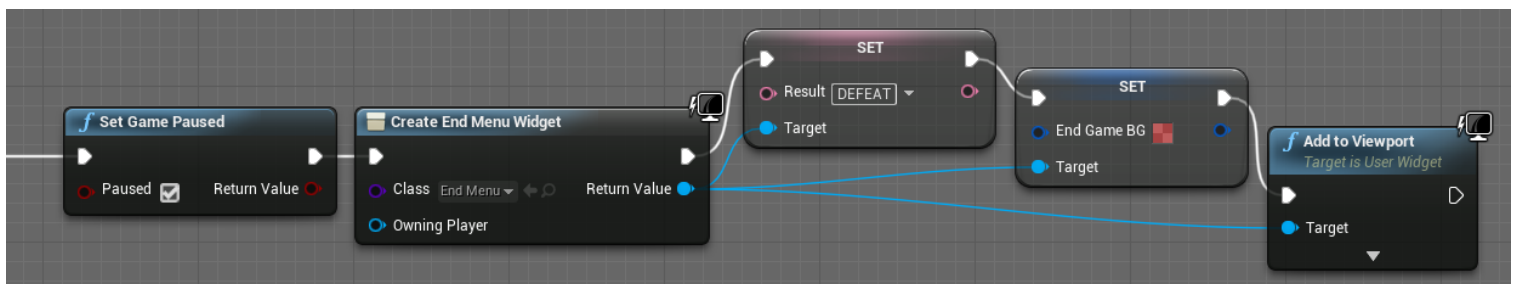 Set Game Paused
Paused
Return Value
Create End Menu Widget
Class End Menu
Return Value
Owning Player
SET
Result DEFEAT
Target
SET
End Game BG
Target
Add to Viewport
Target is User Widget
Target